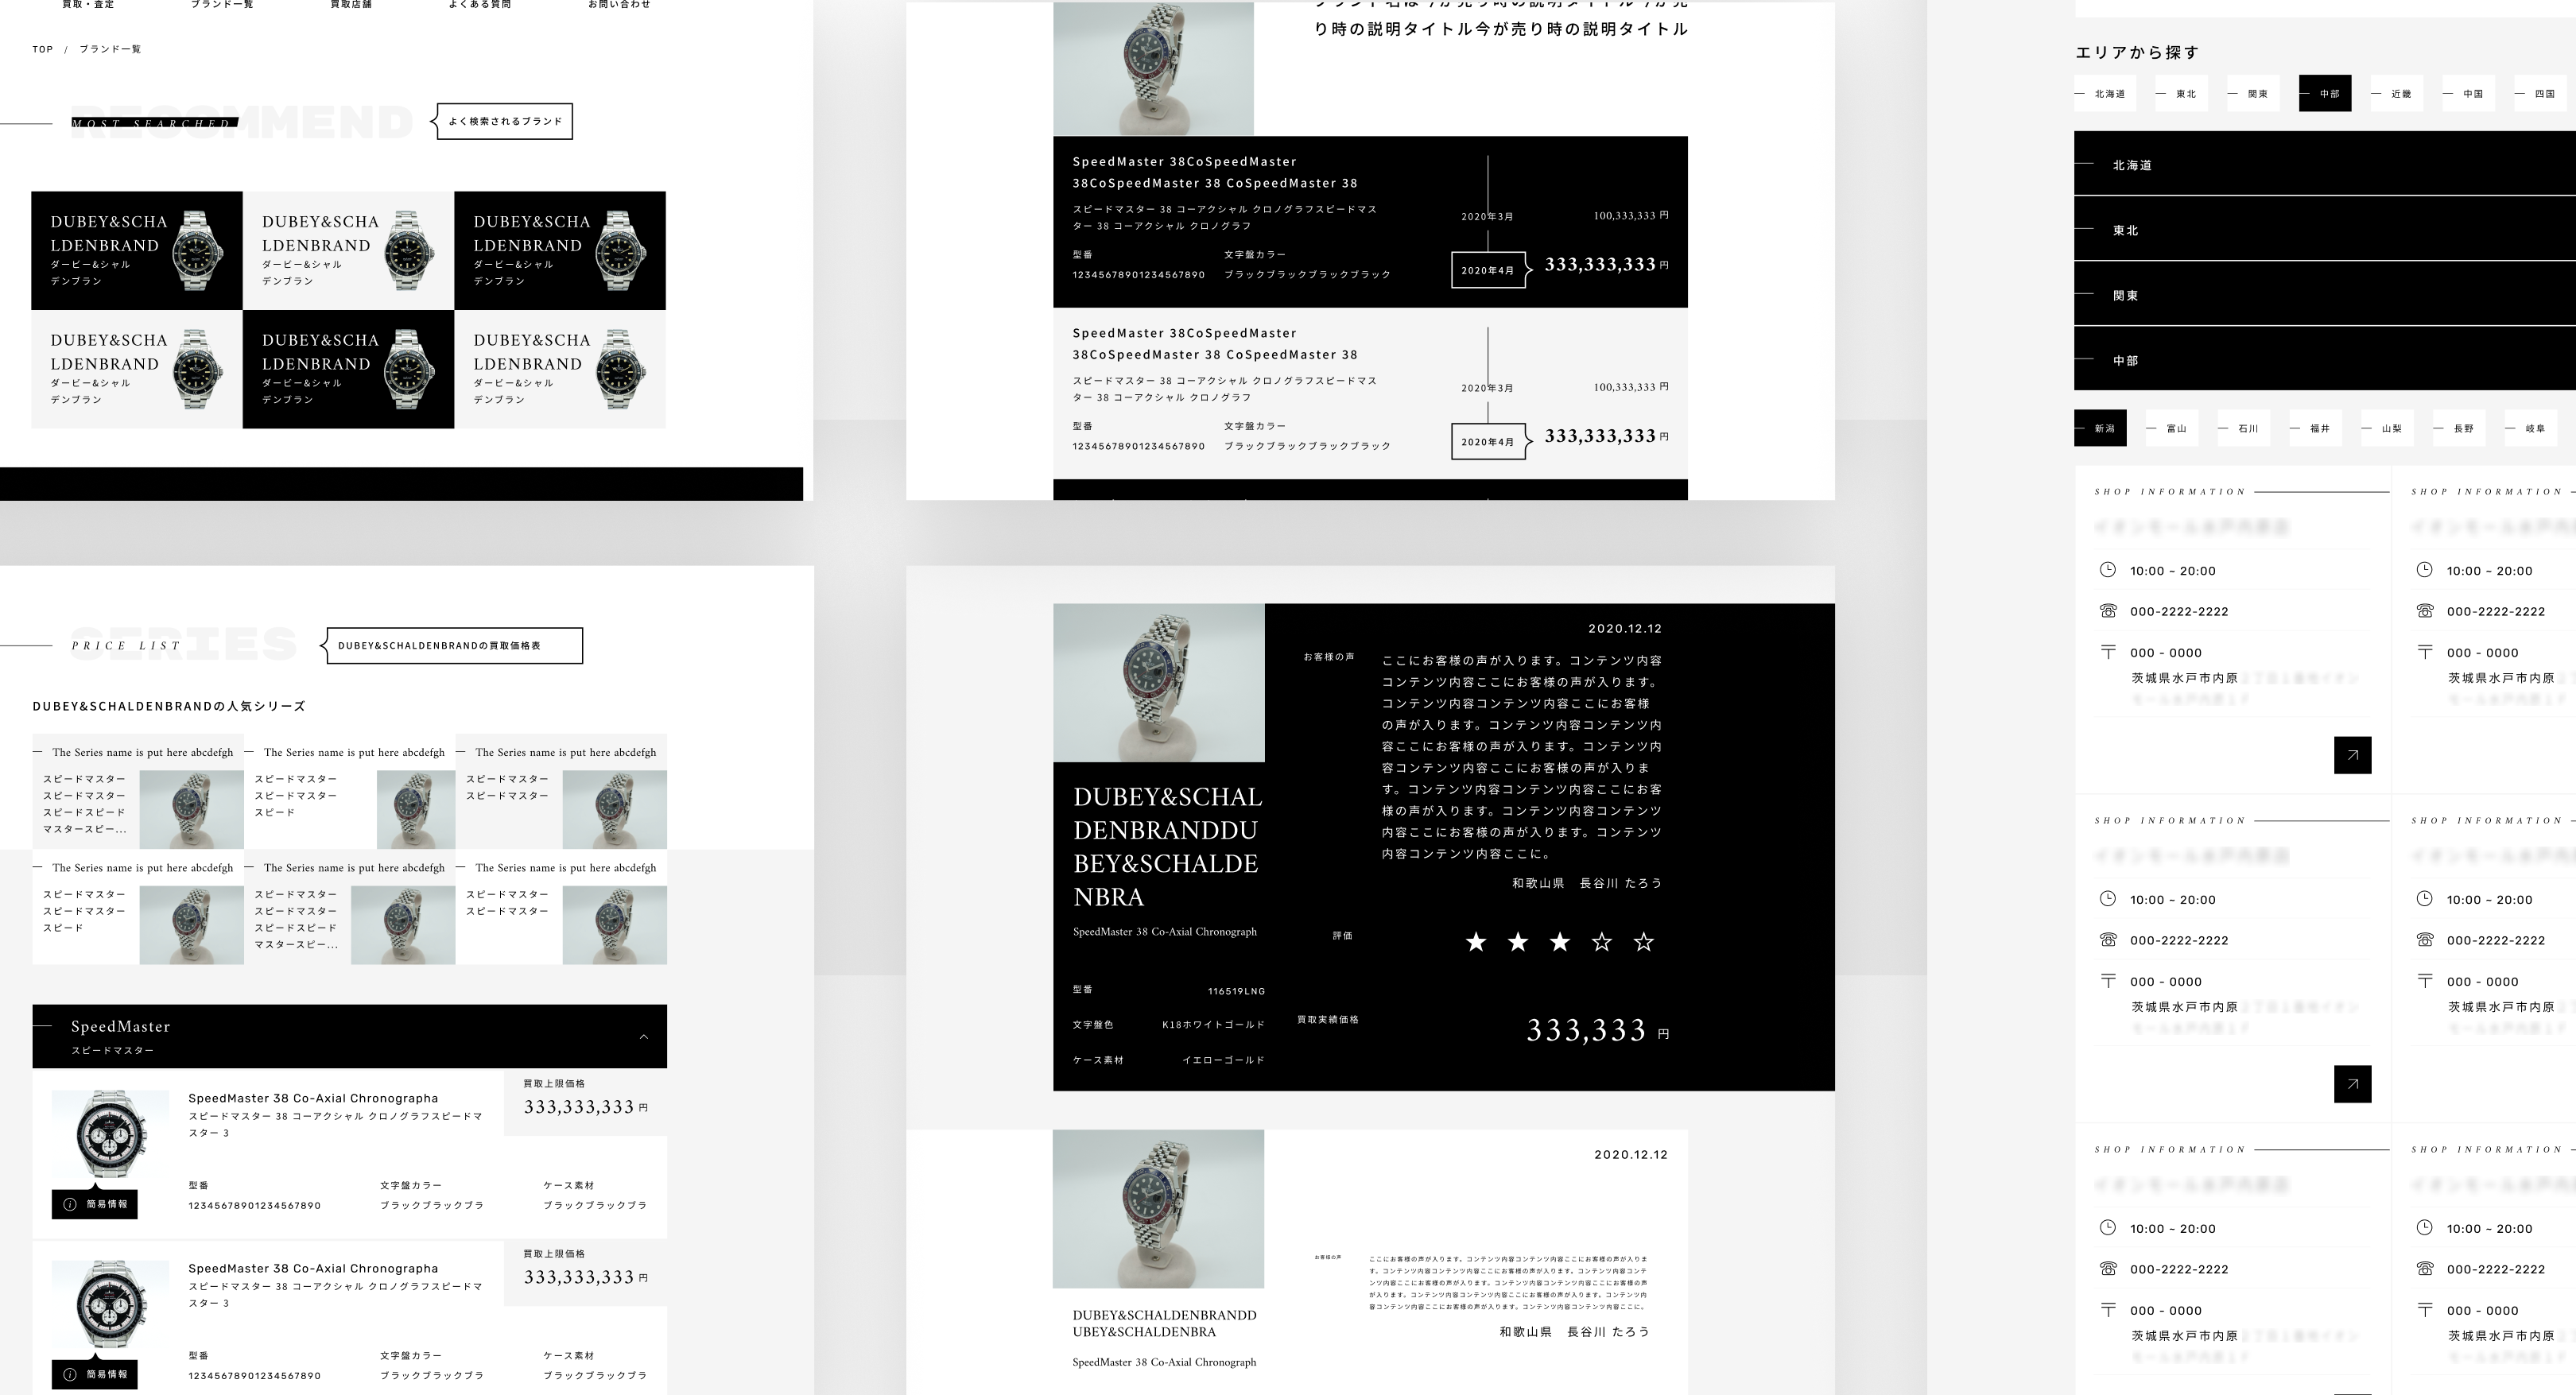 買取・査定
ブランド一覧
買取店舗
よくある質問
お問い合わせ
TOP / ブランド一覧
RECOMMEND
MOST SEARCHED
よく検索されるブランド
DUBEY&SCHA
LDENBRAND
ダービー&シャル
デンブラン
DUBEY&SCHA
LDENBRAND
ダービー&シャル
デンブラン
DUBEY&SCHA
LDENBRAND
ダービー&シャル
デンブラン
DUBEY&SCHA
LDENBRAND
ダービー&シャル
デンブラン
DUBEY&SCHA
LDENBRAND
ダービー&シャル
デンブラン
DUBEY&SCHA
LDENBRAND
ダービー&シャル
デンブラン
SERIES
PRICE LIST
DUBEY&SCHALDENBRANDの買取価格表
DUBEY&SCHALDENBRANDの人気シリーズ
The Series name is put here abcdefgh
スピードマスター
スピードマスター
スピードスピード
マスタースピー...
The Series name is put here abcdefgh
スピードマスター
スピードマスター
スピード
The Series name is put here abcdefgh
スピードマスター
スピードマスター
The Series name is put here abcdefgh
スピードマスター
スピードマスター
スピード
The Series name is put here abcdefgh
スピードマスター
スピードマスター
スピードスピード
マスタースピー...
The Series name is put here abcdefgh
スピードマスター
スピードマスター
SpeedMaster
スピードマスター
SpeedMaster 38 Co-Axial Chronographa
スピードマスター 38 コーアクシャル クロノグラフスピードマ
スター 3
買取上限価格
333,333,333 円
型番
12345678901234567890
文字盤カラー
ブラックブラックブラ
ケース素材
ブラックブラックブラ
簡易情報
SpeedMaster 38 Co-Axial Chronographa
スピードマスター 38 コーアクシャル クロノグラフスピードマ
スター 3
買取上限価格
333,333,333 円
型番
12345678901234567890
文字盤カラー
ブラックブラックブラ
ケース素材
ブラックブラックブラ
簡易情報
り時の説明タイトル今が売り時の説明タイトル
SpeedMaster 38CoSpeedMaster
38CoSpeedMaster 38 CoSpeedMaster 38
スピードマスター 38 コーアクシャル クロノグラフスピードマス
ター 38 コーアクシャル クロノグラフ
型番
12345678901234567890
文字盤カラー
ブラックブラックブラックブラック
2020年3月
100,333,333 円
2020年4月
333,333,333 円
SpeedMaster 38CoSpeedMaster
38CoSpeedMaster 38 CoSpeedMaster 38
スピードマスター 38 コーアクシャル クロノグラフスピードマス
ター 38 コーアクシャル クロノグラフ
型番
12345678901234567890
文字盤カラー
ブラックブラックブラックブラック
2020年3月
100,333,333 円
2020年4月
333,333,333 円
DUBEY&SCHAL
DENBRANDDU
BEY&SCHALDE
NBRA
SpeedMaster 38 Co-Axial Chronograph
型番 116519LNG
文字盤色 K18ホワイトゴールド
ケース素材 イエローゴールド
2020.12.12
お客様の声
ここにお客様の声が入ります。コンテンツ内容
コンテンツ内容ここにお客様の声が入ります。
コンテンツ内容コンテンツ内容ここにお客様
の声が入ります。コンテンツ内容コンテンツ内
容ここにお客様の声が入ります。コンテンツ内
容コンテンツ内容ここにお客様の声が入りま
す。コンテンツ内容コンテンツ内容ここにお客
様の声が入ります。コンテンツ内容コンテンツ
内容ここにお客様の声が入ります。コンテンツ
内容コンテンツ内容ここに。
和歌山県 長谷川 たろう
評価
★ ★ ★ ☆ ☆
買取実績価格
333,333 円
2020.12.12
お客様の声
ここにお客様の声が入ります。コンテンツ内容コンテンツ内容ここにお客様の声が入りま
す。コンテンツ内容コンテンツ内容ここにお客様の声が入ります。コンテンツ内容コンテ
ンツ内容ここにお客様の声が入ります。コンテンツ内容コンテンツ内容ここにお客様の声
が入ります。コンテンツ内容コンテンツ内容ここにお客様の声が入ります。コンテンツ内
容コンテンツ内容ここにお客様の声が入ります。コンテンツ内容コンテンツ内容ここに。
和歌山県 長谷川 たろう
DUBEY&SCHALDENBRANDD
UBEY&SCHALDENBRA
SpeedMaster 38 Co-Axial Chronograph
エリアから探す
北海道
東北
関東
中部
近畿
中国
四国
北海道
東北
関東
中部
新潟
富山
石川
福井
山梨
長野
岐阜
SHOP INFORMATION
10:00 ~ 20:00
000-2222-2222
000 - 0000
茨城県水戸市内原
SHOP INFORMATION
10:00 ~ 20:00
000-2222-2222
000 - 0000
茨城県水戸市内原
SHOP INFORMATION
10:00 ~ 20:00
000-2222-2222
000 - 0000
茨城県水戸市内原
SHOP INFORMATION
10:00 ~ 20:00
000-2222-2222
000 - 0000
茨城県水戸市内原
SHOP INFORMATION
10:00 ~ 20:00
000-2222-2222
000 - 0000
茨城県水戸市内原
SHOP INFORMATION
10:00 ~ 20:00
000-2222-2222
000 - 0000
茨城県水戸市内原